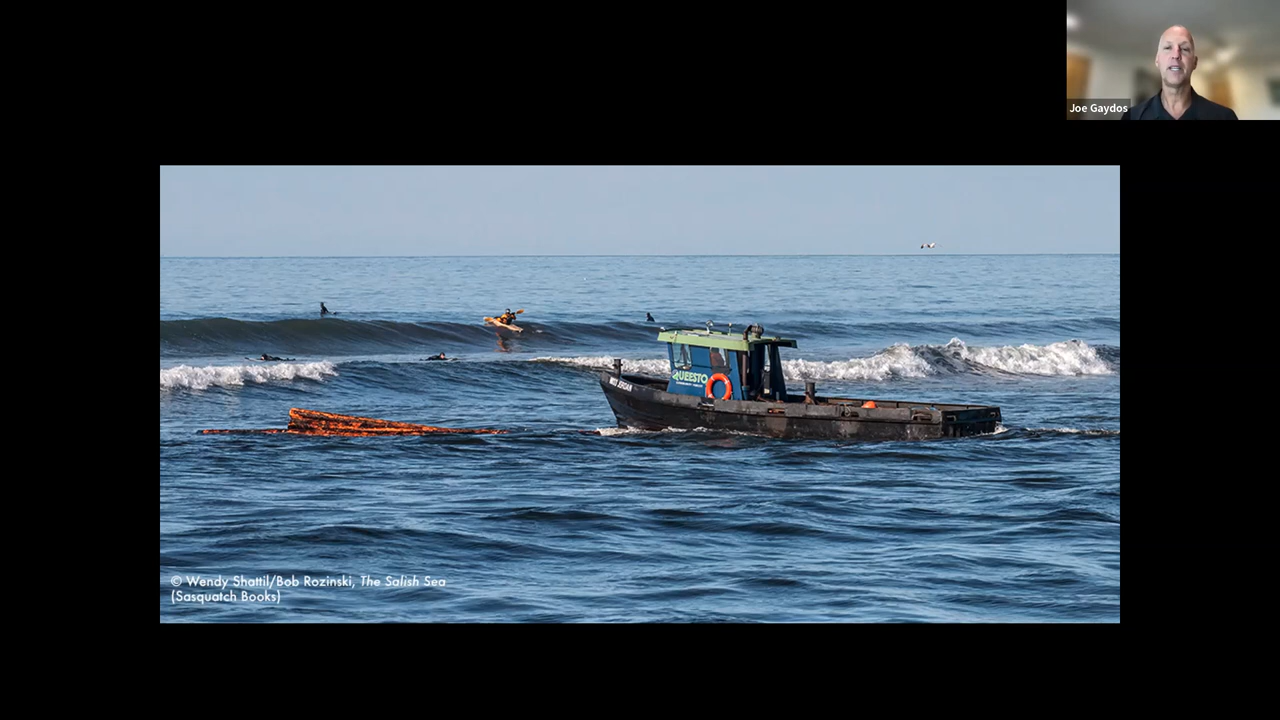 Joe Gaydos
QUEESTO
© Wendy Shattil/Bob Rozinski, The Salish Sea
(Sasquatch Books)